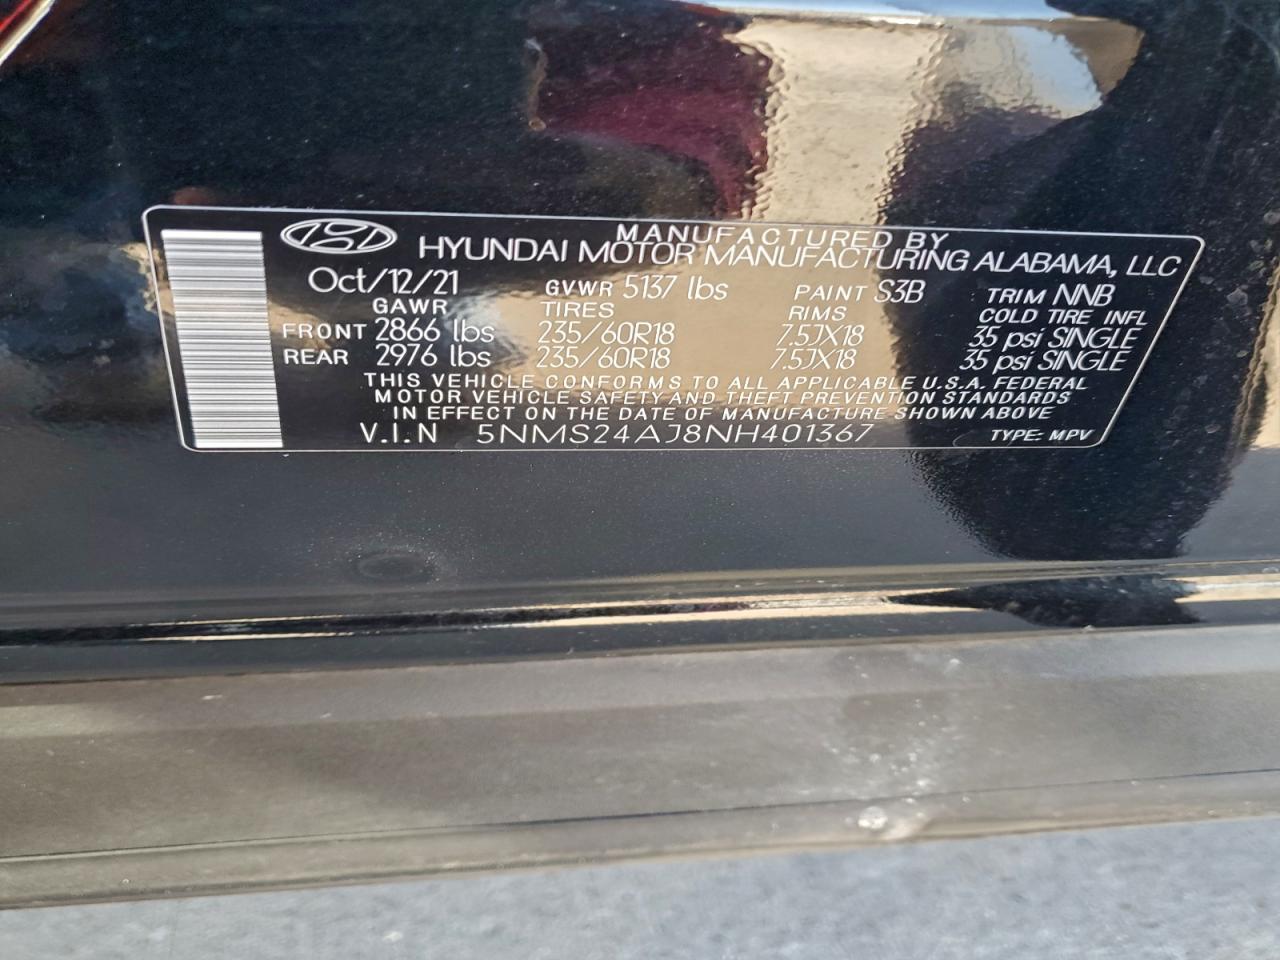 MANUFACTURED BY
HYUNDAI MOTOR MANUFACTURING ALABAMA, LLC
Oct/12/21 GVWR 5137 lbs PAINT S3B TRIM NNB
GAWR TIRES RIMS COLD TIRE INFL
FRONT 2866 lbs 235/60R18 7.5JX18 35 psi SINGLE
REAR 2976 lbs 235/60R18 7.5JX18 35 psi SINGLE
THIS VEHICLE CONFORMS TO ALL APPLICABLE U.S.A. FEDERAL
MOTOR VEHICLE SAFETY AND THEFT PREVENTION STANDARDS
IN EFFECT ON THE DATE OF MANUFACTURE SHOWN ABOVE
V.I.N 5NMS24AJ8NH401367 TYPE: MPV